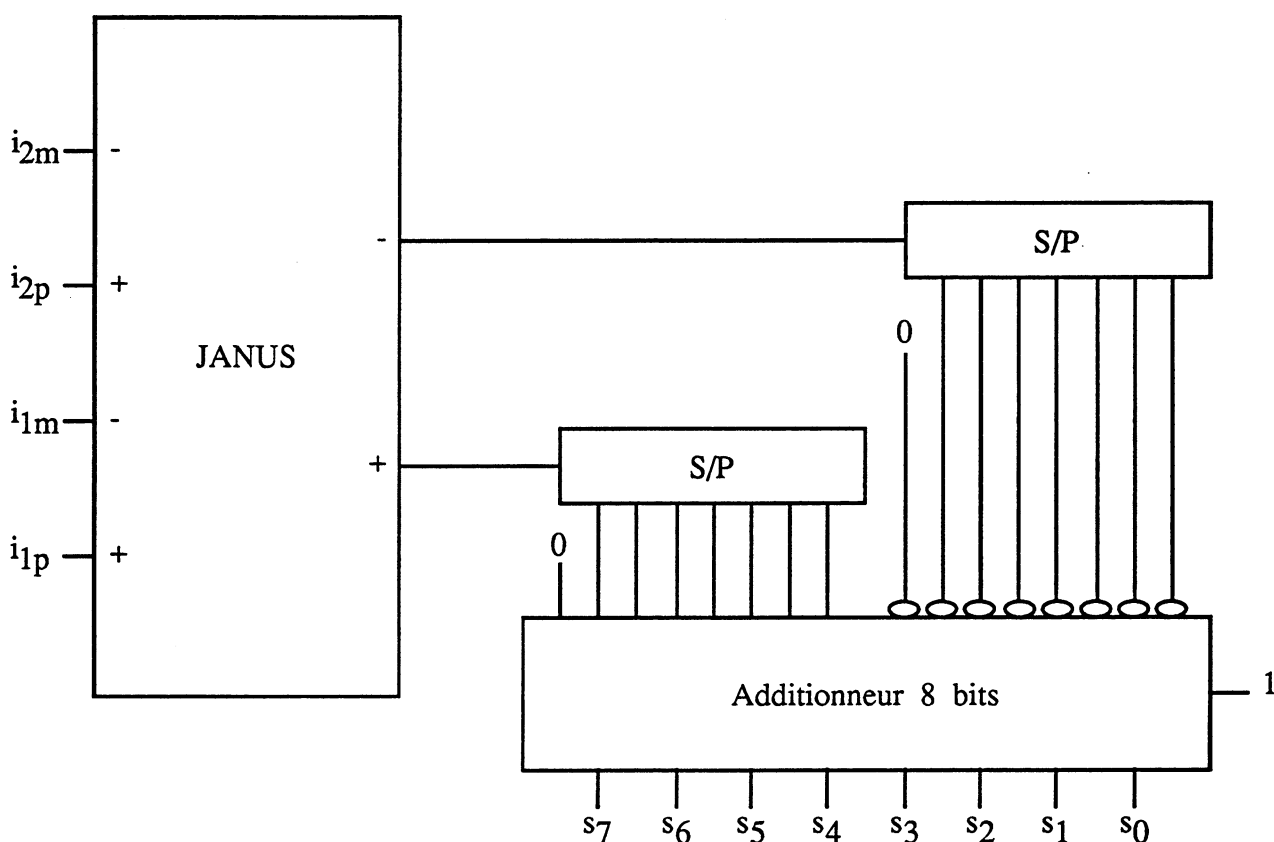 i2m
-
-
S/P
i2p
+
0
JANUS
i1m
-
+
S/P
0
i1p
+
Additionneur 8 bits
1
s7 s6 s5 s4 s3 s2 s1 s0